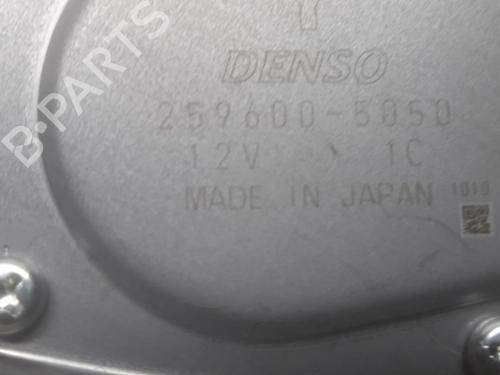 B-PARTS
DENSO
259600-5050
12V 1C
MADE IN JAPAN 1010